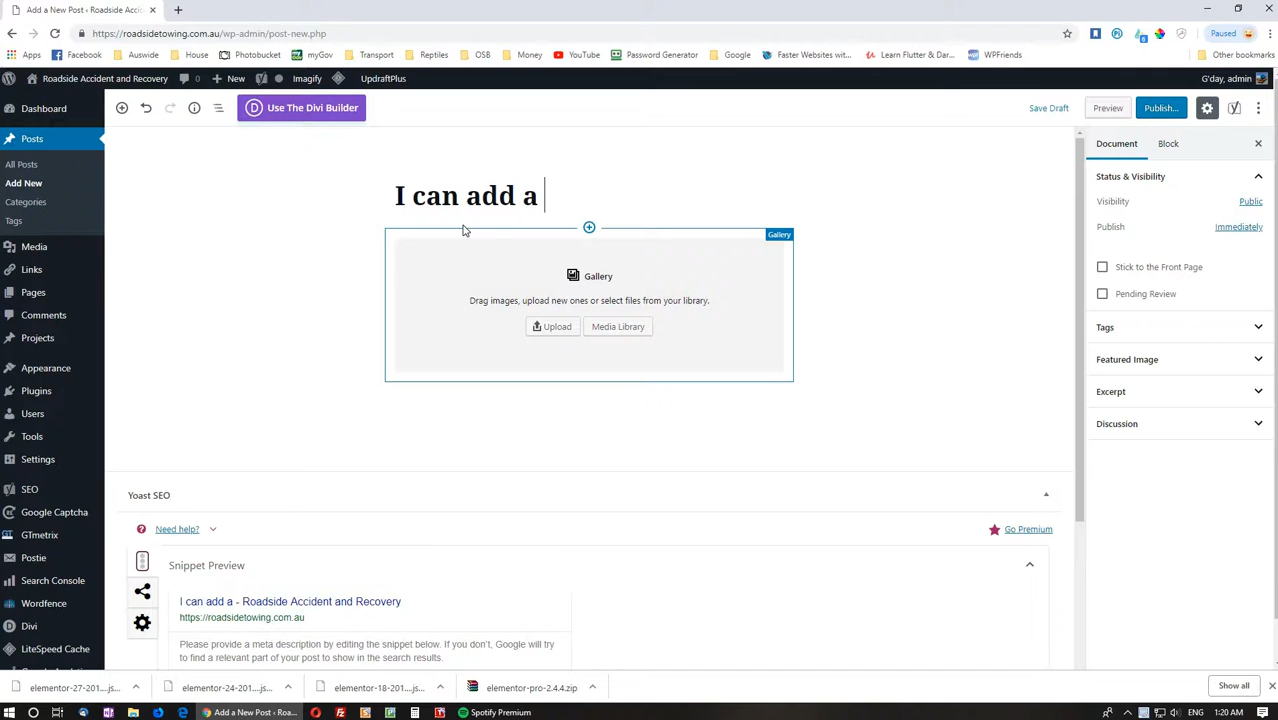 Add a New Post ‹ Roadside Acciden
https://roadsidetowing.com.au/wp-admin/post-new.php
Paused
Apps
Facebook
Auswide
House
Photobucket
myGov
Transport
Reptiles
OSB
Money
YouTube
Password Generator
Google
Faster Websites wit...
Learn Flutter & Dar...
WPFriends
Other bookmarks
Roadside Accident and Recovery
0
+ New
Imagify
UpdraftPlus
G'day, admin
Dashboard
Use The Divi Builder
Save Draft
Preview
Publish...
Posts
All Posts
Add New
Categories
Tags
Media
Links
Pages
Comments
Projects
Appearance
Plugins
Users
Tools
Settings
SEO
Google Captcha
GTmetrix
Postie
Search Console
Wordfence
Divi
LiteSpeed Cache
I can add a
Gallery
Gallery
Drag images, upload new ones or select files from your library.
Upload
Media Library
Document
Block
Status & Visibility
Visibility
Public
Publish
Immediately
Stick to the Front Page
Pending Review
Tags
Featured Image
Excerpt
Discussion
Yoast SEO
Need help?
Go Premium
Snippet Preview
I can add a - Roadside Accident and Recovery
https://roadsidetowing.com.au
Please provide a meta description by editing the snippet below. If you don't, Google will try
to find a relevant part of your post to show in the search results.
elementor-27-201....js...
elementor-24-201....js...
elementor-18-201....js...
elementor-pro-2.4.4.zip
Show all
Add a New Post ‹ Ro...
Spotify Premium
ENG
1:20 AM